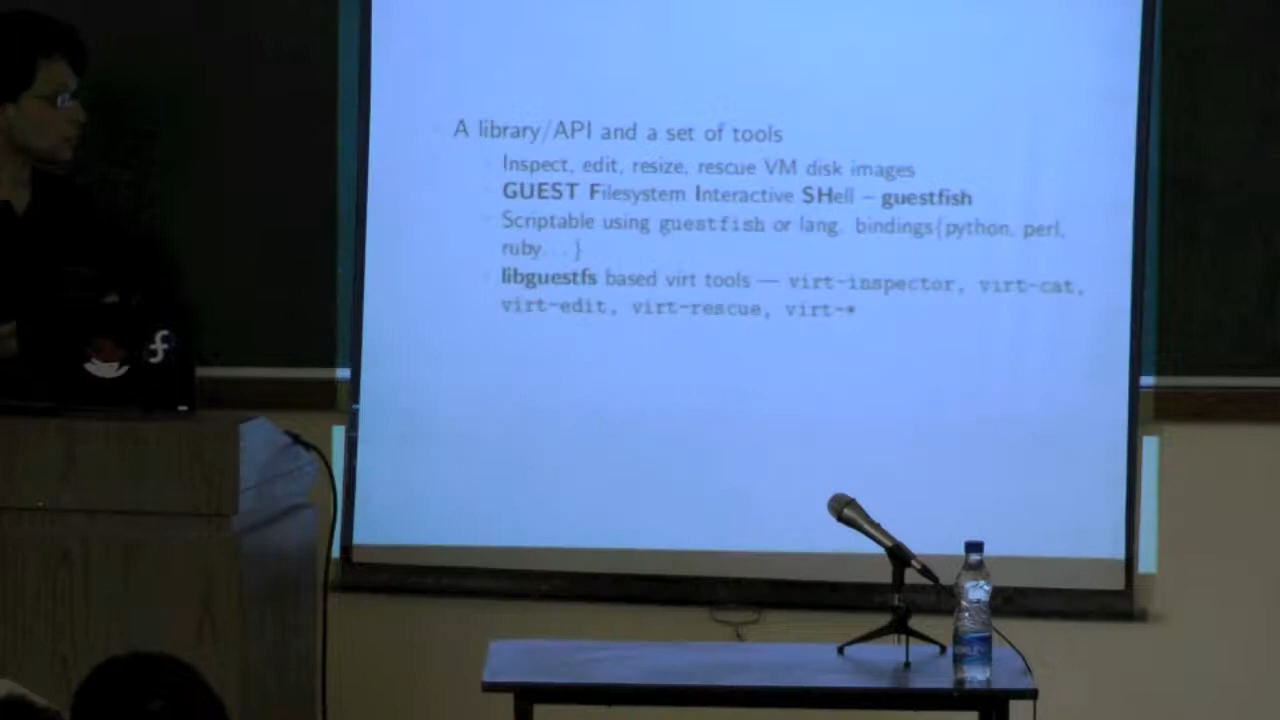 A library/API and a set of tools
Inspect, edit, resize, rescue VM disk images
GUEST Filesystem Interactive SHell – guestfish
Scriptable using guestfish or lang. bindings{python, perl,
ruby...}
libguestfs based virt tools — virt-inspector, virt-cat,
virt-edit, virt-rescue, virt-*